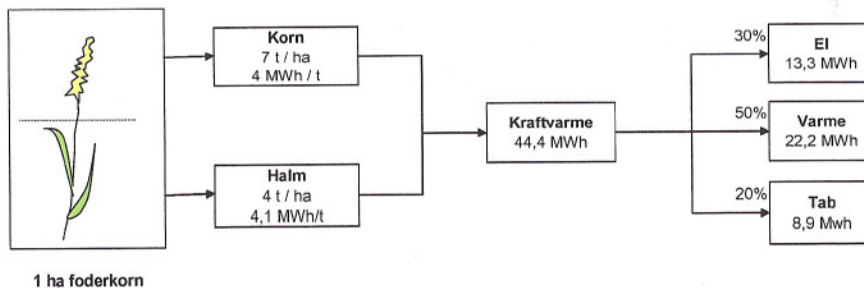 Korn
7 t / ha
4 MWh / t
Halm
4 t / ha
4,1 MWh/t
Kraftvarme
44,4 MWh
30%
El
13,3 MWh
50%
Varme
22,2 MWh
20%
Tab
8,9 Mwh
1 ha foderkorn